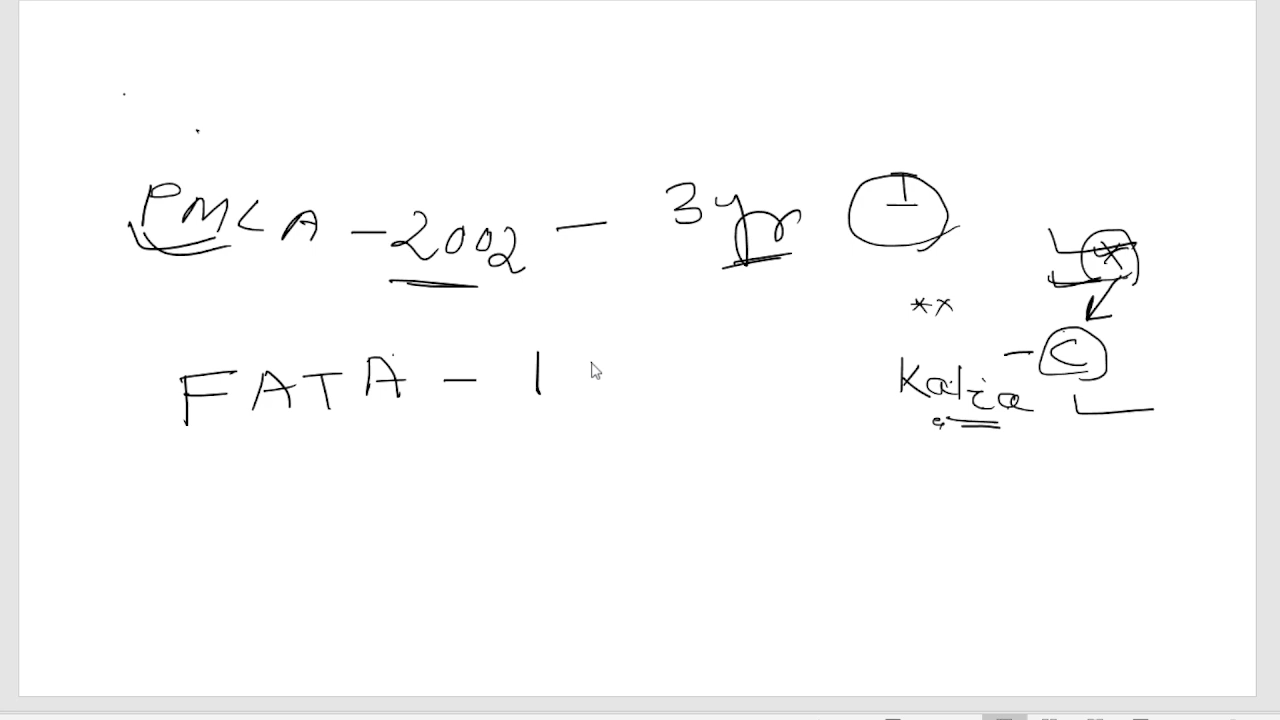 PMLA - 2002 - 3yr I
X
**
- C
Kalia
FATA - 1